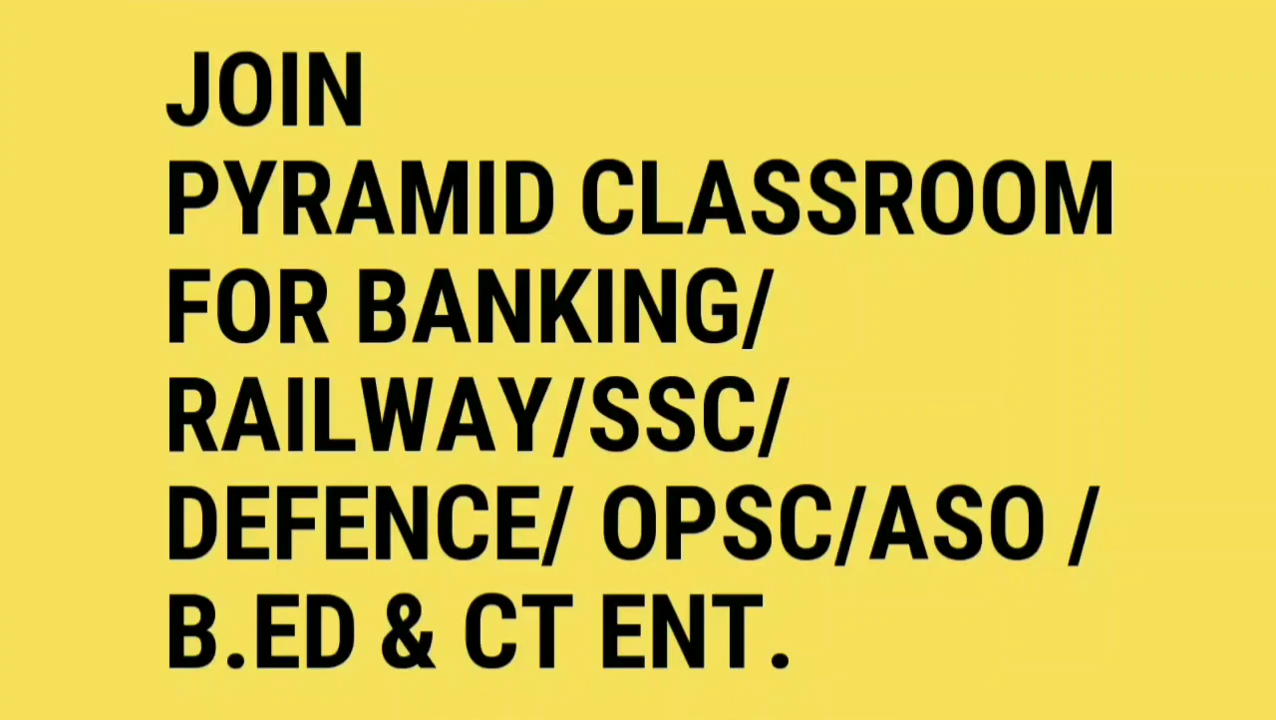 JOIN
PYRAMID CLASSROOM
FOR BANKING/
RAILWAY/SSC/
DEFENCE/ OPSC/ASO /
B.ED & CT ENT.